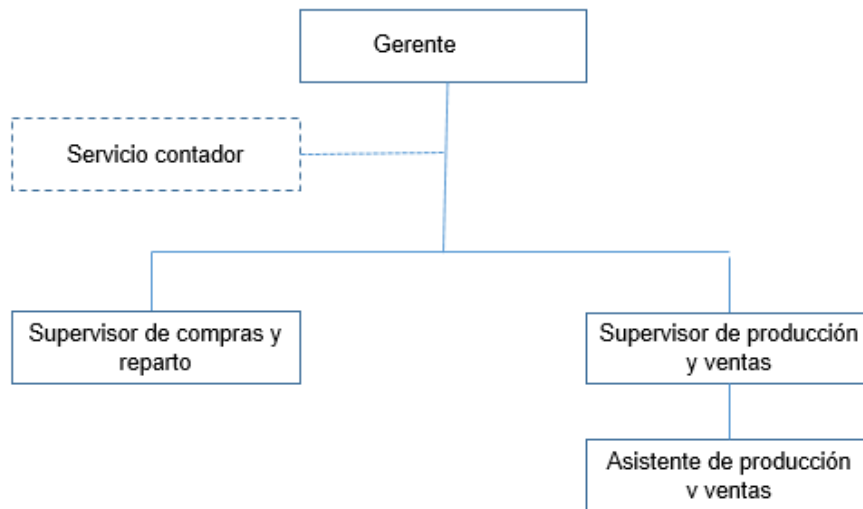 Gerente
Servicio contador
Supervisor de compras y
reparto
Supervisor de producción
y ventas
Asistente de producción
y ventas